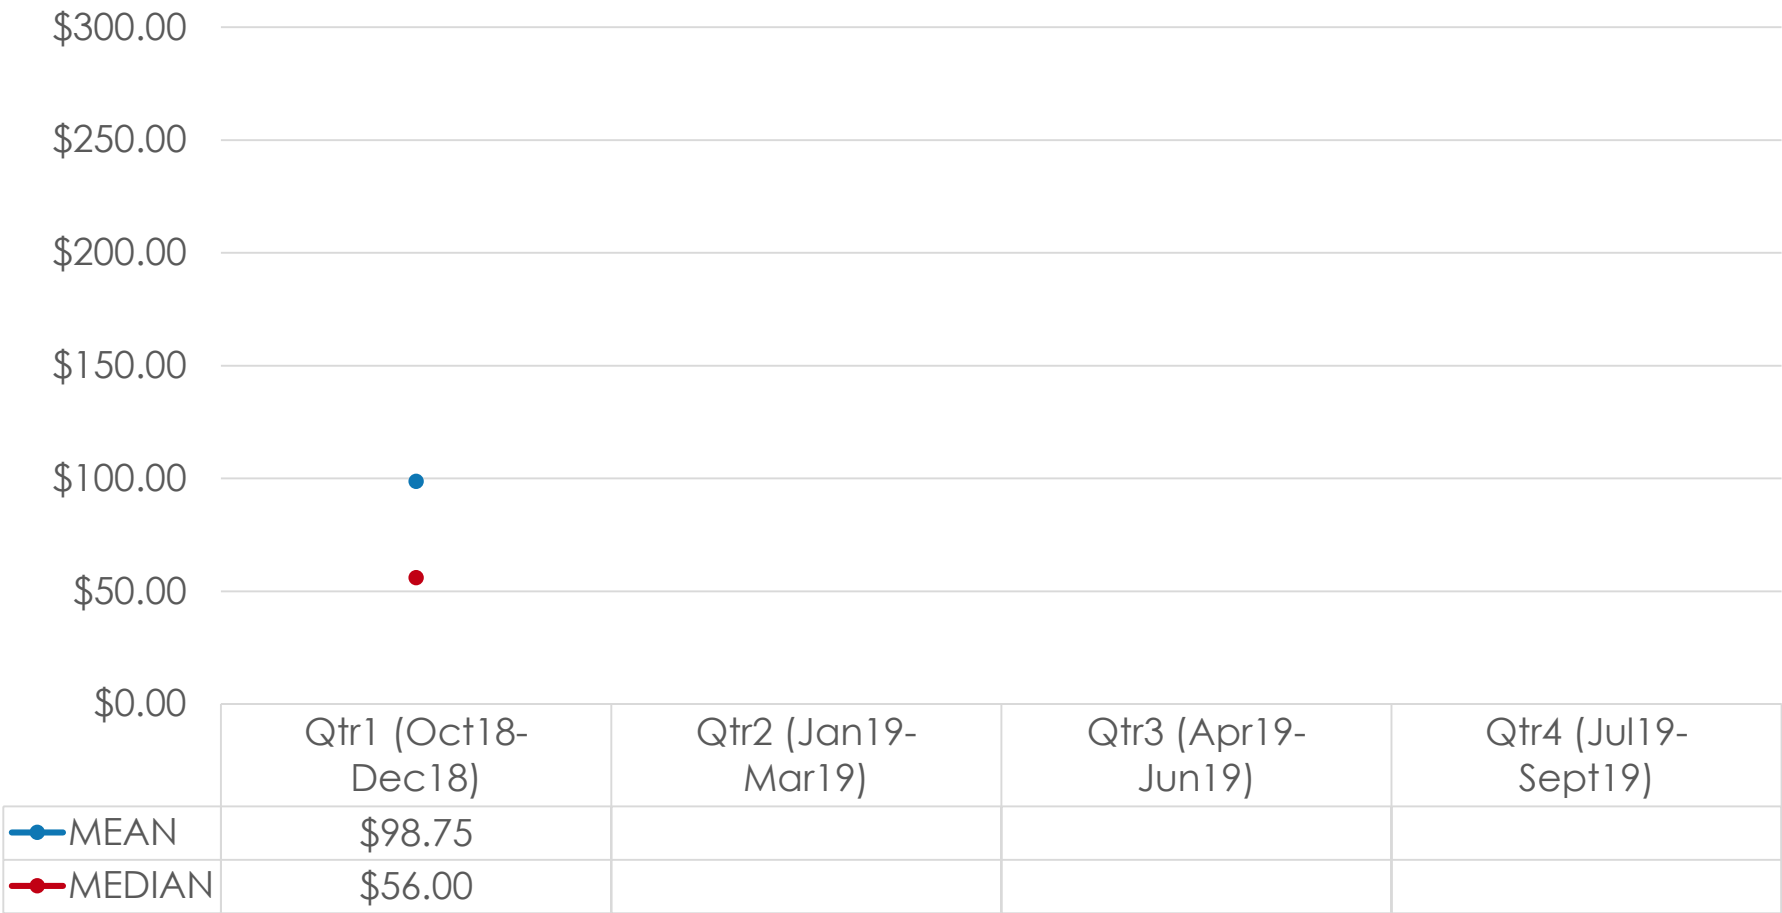 $300.00
$250.00
$200.00
$150.00
$100.00
$50.00
$0.00
Qtr1 (Oct18-
Dec18)
Qtr2 (Jan19-
Mar19)
Qtr3 (Apr19-
Jun19)
Qtr4 (Jul19-
Sept19)
MEAN $98.75
MEDIAN $56.00